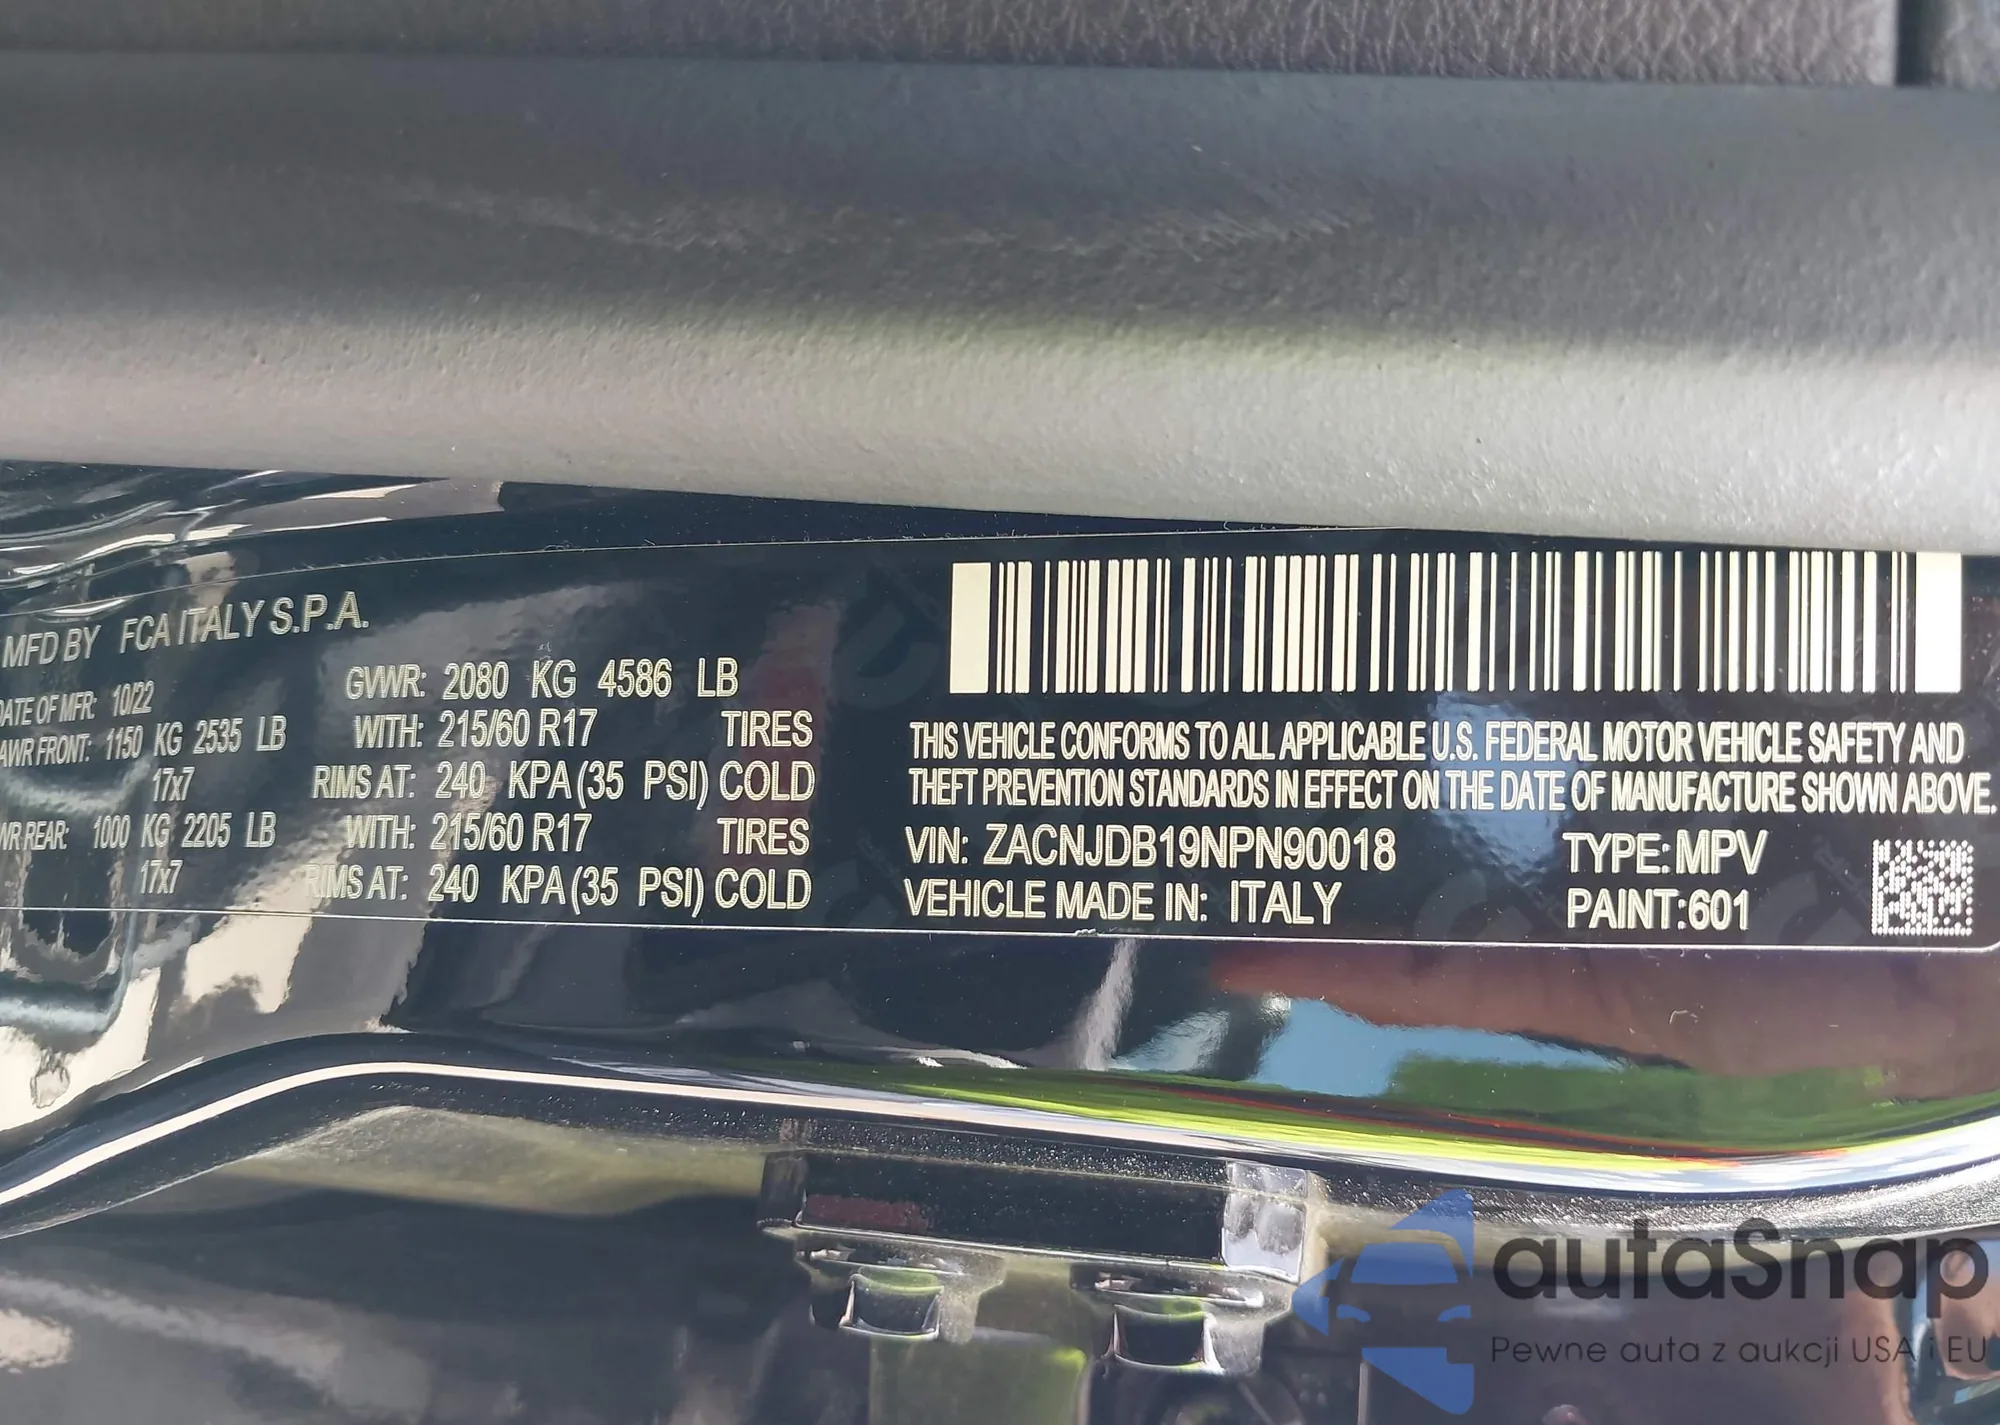 MFD BY FCA ITALY S.P.A.
DATE OF MFR: 10/22
GVWR: 2080 KG 4586 LB
AWR FRONT: 1150 KG 2535 LB WITH: 215/60 R17 TIRES
17x7 RIMS AT: 240 KPA (35 PSI) COLD
WR REAR: 1000 KG 2205 LB WITH: 215/60 R17 TIRES
17x7 RIMS AT: 240 KPA (35 PSI) COLD
THIS VEHICLE CONFORMS TO ALL APPLICABLE U.S. FEDERAL MOTOR VEHICLE SAFETY AND
THEFT PREVENTION STANDARDS IN EFFECT ON THE DATE OF MANUFACTURE SHOWN ABOVE.
VIN: ZACNJDB19NPN90018 TYPE: MPV
VEHICLE MADE IN: ITALY PAINT:601
autaSnap
Pewne auta z aukcji USA i EU